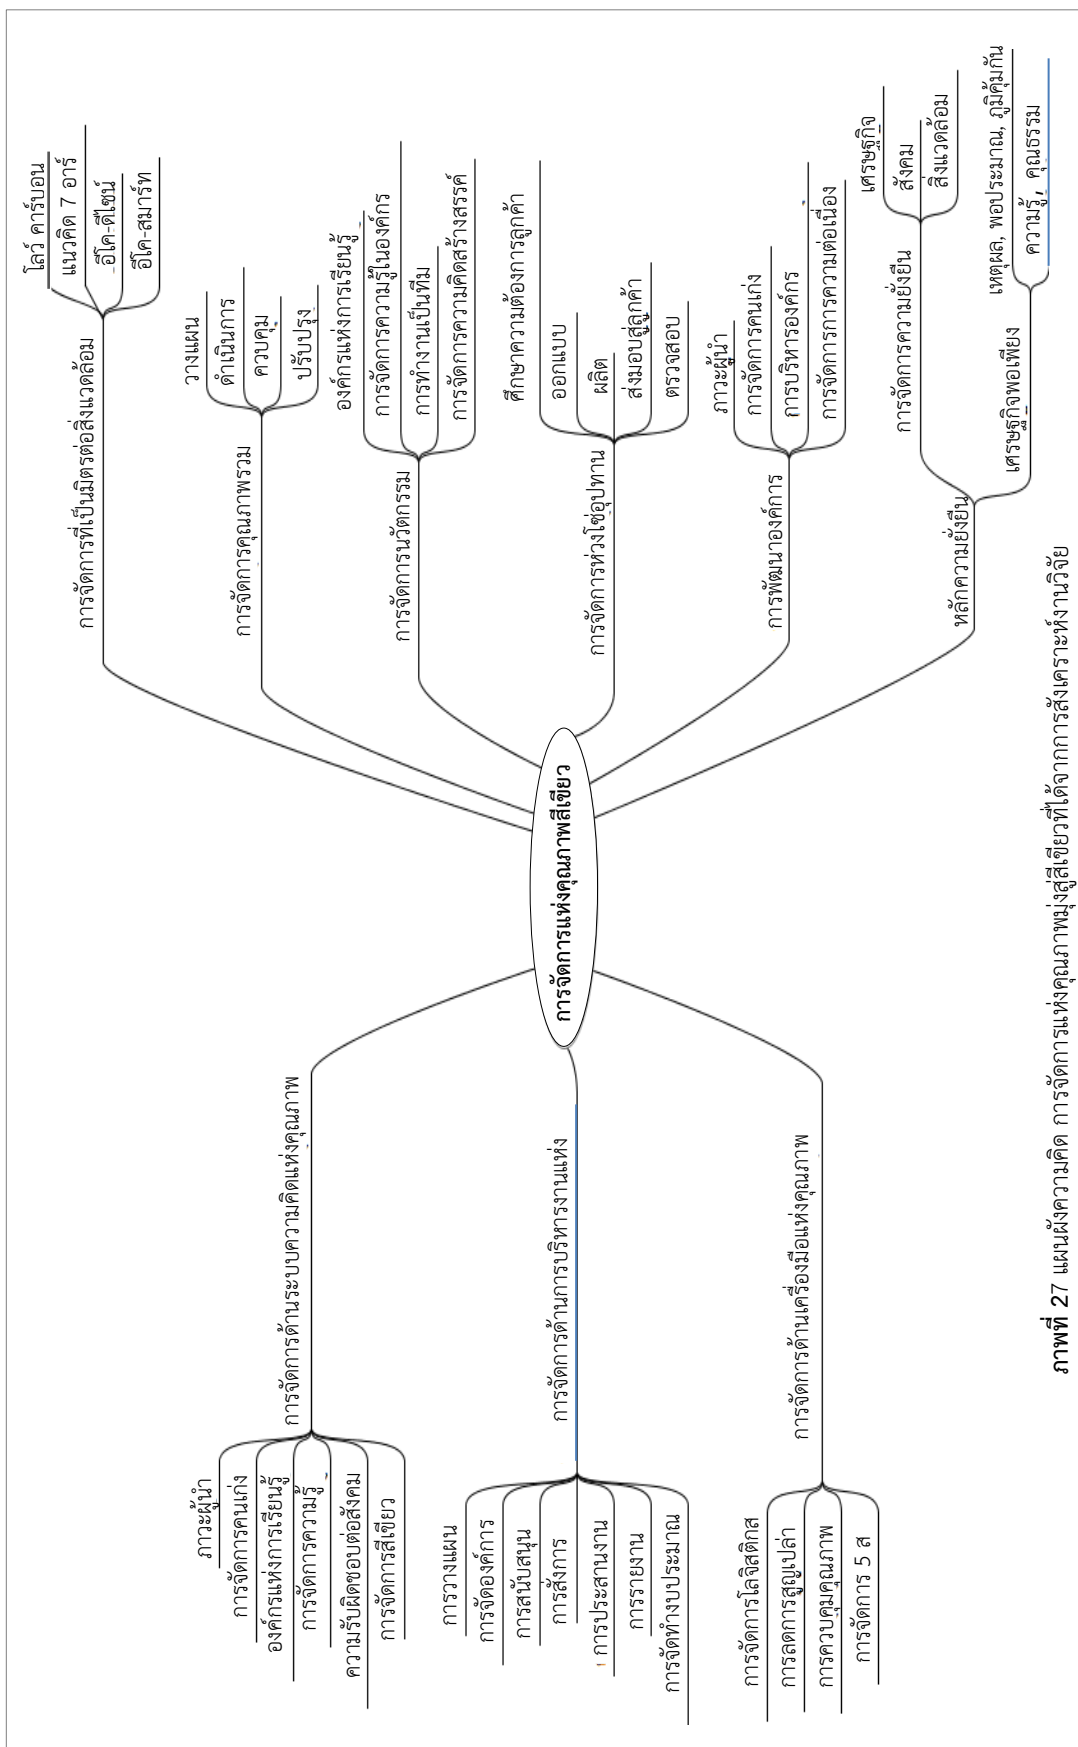 การจัดการแห่งคุณภาพสีเขียว
การจัดการด้านระบบความคิดแห่งคุณภาพ
ภาวะผู้นำ
การจัดการคนเก่ง
องค์กรแห่งการเรียนรู้
การจัดการความรู้
ความรับผิดชอบต่อสังคม
การจัดการสีเขียว
การจัดการด้านการบริหารงานแห่ง
การวางแผน
การจัดองค์การ
การสนับสนุน
การสั่งการ
การประสานงาน
การรายงาน
การจัดทำงบประมาณ
การจัดการด้านเครื่องมือแห่งคุณภาพ
การจัดการโลจิสติกส
การลดการสูญเปล่า
การควบคุมคุณภาพ
การจัดการ 5 ส
การจัดการที่เป็นมิตรต่อสิ่งแวดล้อม
โลว์ คาร์บอน
แนวคิด 7 อาร์
อีโค-ดีไซน์
อีโค-สมาร์ท
การจัดการคุณภาพรวม
วางแผน
ดำเนินการ
ควบคุม
ปรับปรุง
การจัดการนวัตกรรม
องค์กรแห่งการเรียนรู้
การจัดการความรู้ในองค์กร
การทำงานเป็นทีม
การจัดการความคิดสร้างสรรค์
การจัดการห่วงโซ่อุปทาน
ศึกษาความต้องการลูกค้า
ออกแบบ
ผลิต
ส่งมอบสู่ลูกค้า
ตรวจสอบ
การพัฒนาองค์การ
ภาวะผู้นำ
การจัดการคนเก่ง
การบริหารองค์กร
การจัดการการความต่อเนื่อง
หลักความยั่งยืน
การจัดการความยั่งยืน
เศรษฐกิจ
สังคม
สิ่งแวดล้อม
เศรษฐกิจพอเพียง
เหตุผล, พอประมาณ, ภูมิคุ้มกัน
ความรู้, คุณธรรม
ภาพที่ 27 แผนผังความคิด การจัดการแห่งคุณภาพมุ่งสู่สีเขียวที่ได้จากการสังเคราะห์งานวิจัย